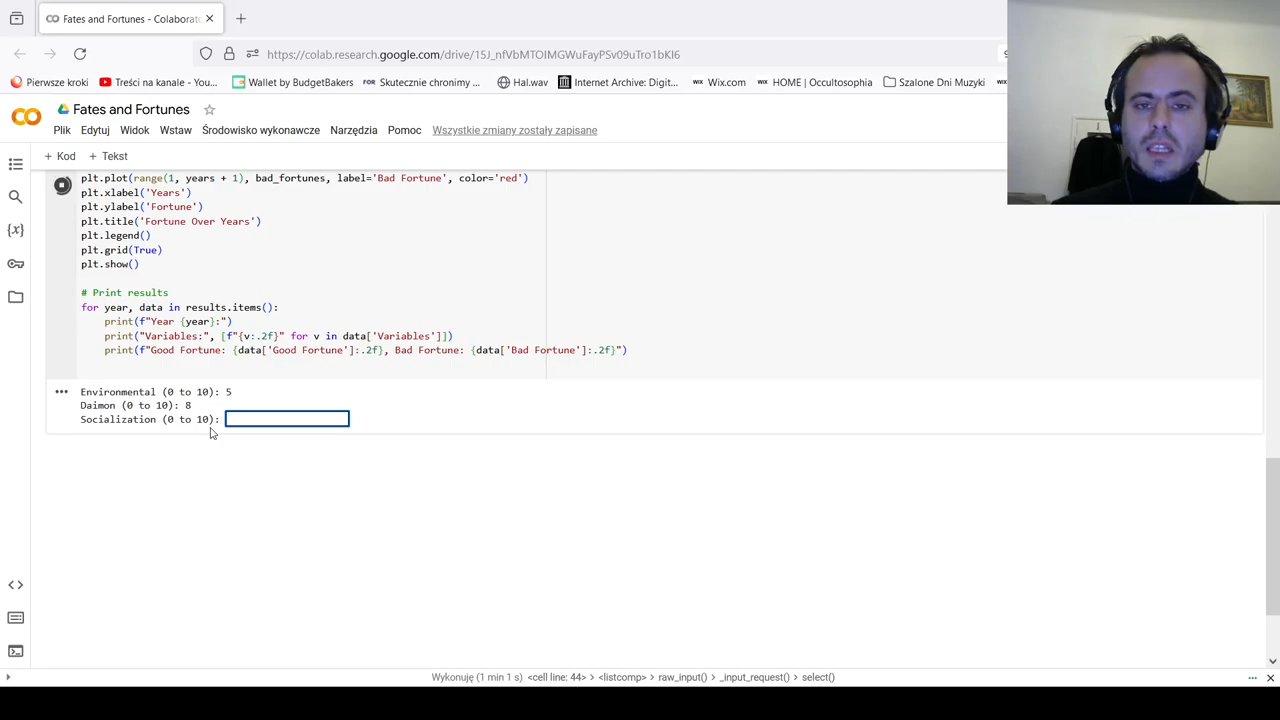 Fates and Fortunes - Colaborato
https://colab.research.google.com/drive/15J_nfVbMTOIMGWuFayPSv09uTro1bKI6
Pierwsze kroki
Treści na kanale - You...
Wallet by BudgetBakers
FOR Skutecznie chronimy ...
Hal.wav
Internet Archive: Digit...
WIX Wix.com
WIX HOME | Occultosophia
Szalone Dni Muzyki
WIX
Fates and Fortunes
Plik Edytuj Widok Wstaw Środowisko wykonawcze Narzędzia Pomoc Wszystkie zmiany zostały zapisane
+ Kod + Tekst
plt.plot(range(1, years + 1), bad_fortunes, label='Bad Fortune', color='red')
plt.xlabel('Years')
plt.ylabel('Fortune')
plt.title('Fortune Over Years')
plt.legend()
plt.grid(True)
plt.show()
# Print results
for year, data in results.items():
print(f"Year {year}:")
print("Variables:", [f"{v:.2f}" for v in data['Variables']])
print(f"Good Fortune: {data['Good Fortune']:.2f}, Bad Fortune: {data['Bad Fortune']:.2f}")
Environmental (0 to 10): 5
Daimon (0 to 10): 8
Socialization (0 to 10):
Wykonuję (1 min 1 s) <cell line: 44> > <listcomp> > raw_input() > _input_request() > select()